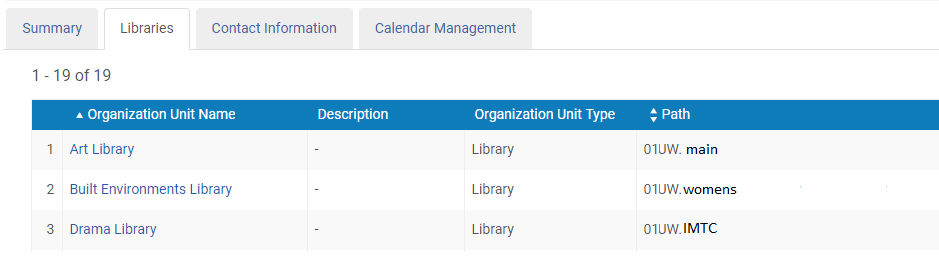 Summary Libraries Contact Information Calendar Management
1 - 19 of 19
Organization Unit Name Description Organization Unit Type Path
1 Art Library - Library 01UW. main
2 Built Environments Library - Library 01UW. womens
3 Drama Library - Library 01UW. IMTC